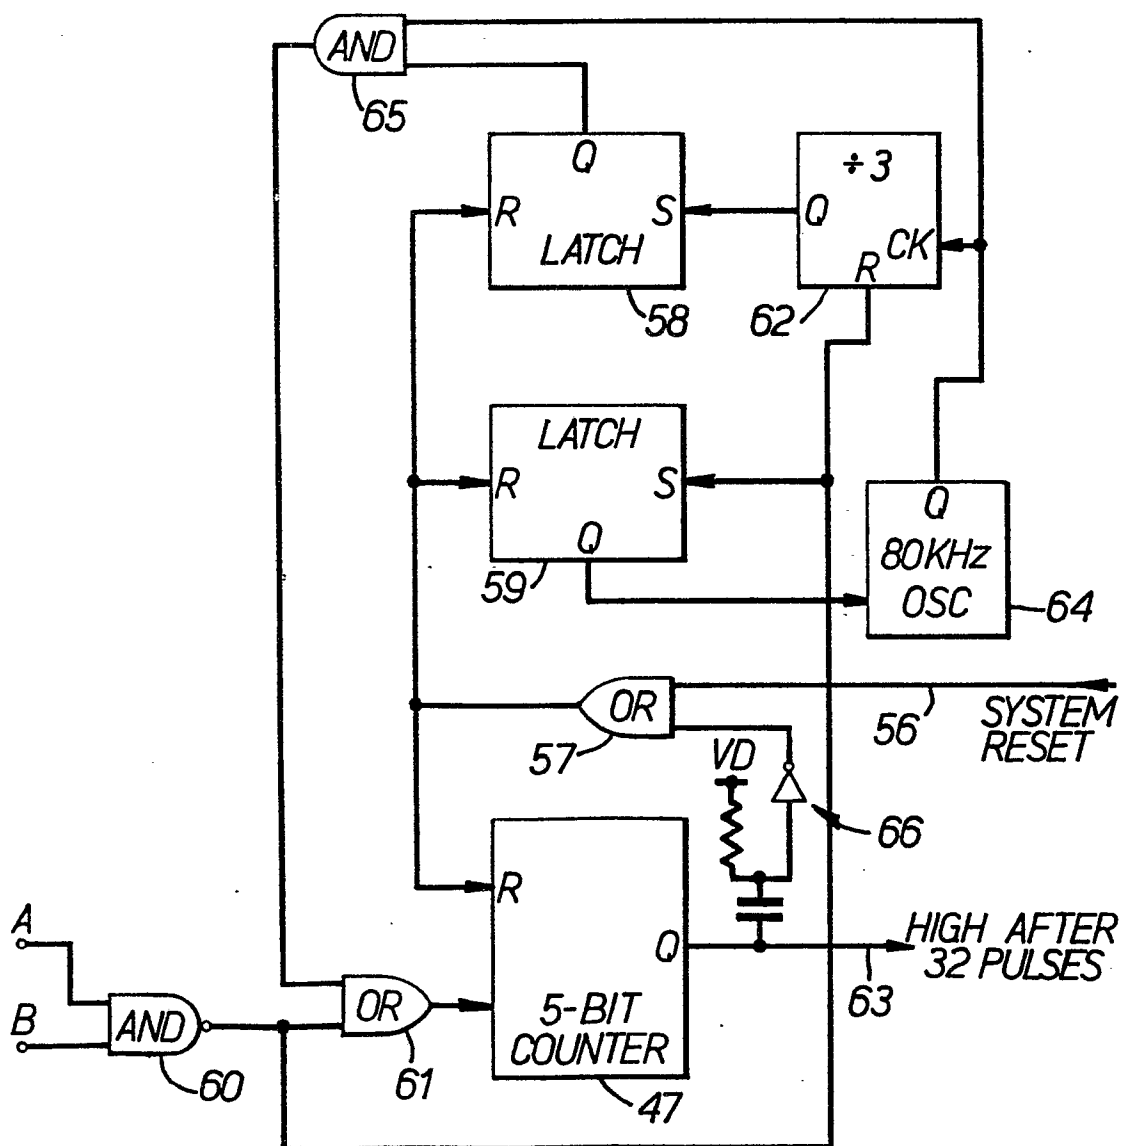 AND
65
Q
R
S
LATCH
58
÷3
Q
CK
R
62
LATCH
R
S
Q
59
Q
80KHz
OSC
64
OR
57
56
SYSTEM
RESET
VD
66
R
Q
5-BIT
COUNTER
47
HIGH AFTER
32 PULSES
63
A
B
AND
60
OR
61